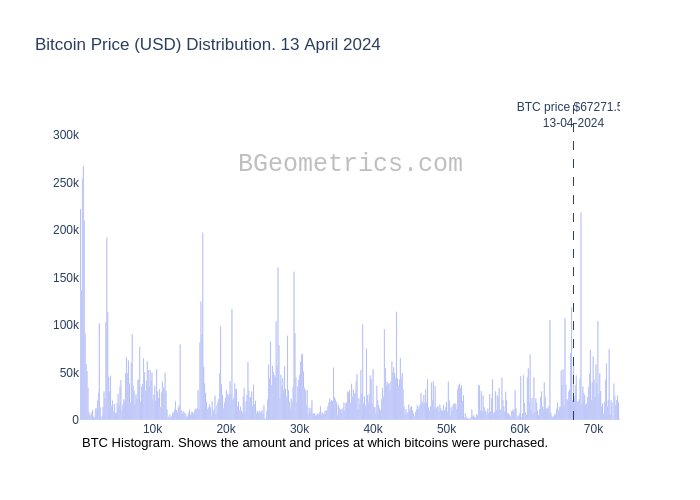 Bitcoin Price (USD) Distribution. 13 April 2024
BTC price $67271.5
13-04-2024
300k
BGeometrics.com
250k
200k
150k
100k
50k
0
10k 20k 30k 40k 50k 60k 70k
BTC Histogram. Shows the amount and prices at which bitcoins were purchased.